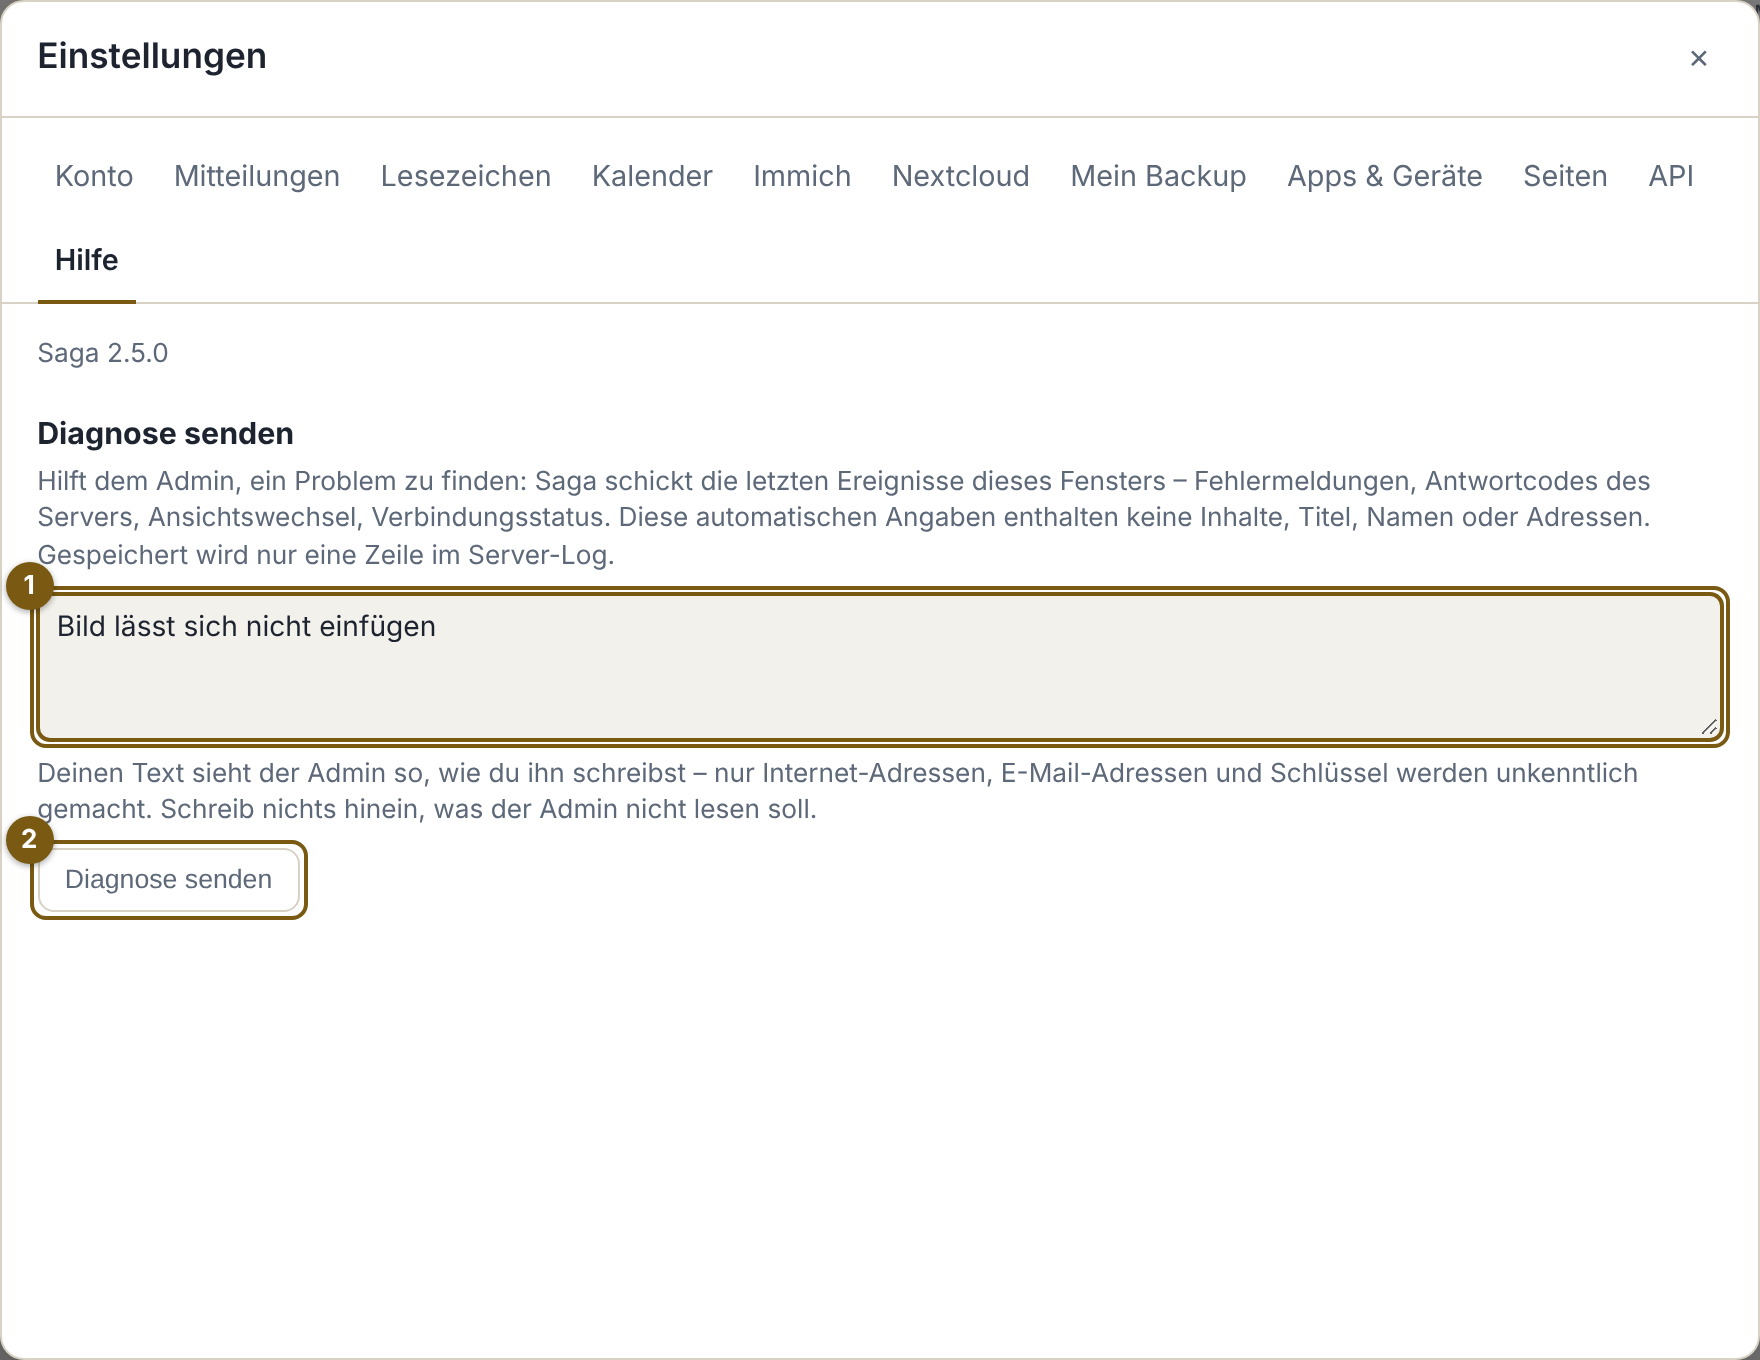 Einstellungen
×
Konto Mitteilungen Lesezeichen Kalender Immich Nextcloud Mein Backup Apps & Geräte Seiten API
Hilfe
Saga 2.5.0
Diagnose senden
Hilft dem Admin, ein Problem zu finden: Saga schickt die letzten Ereignisse dieses Fensters – Fehlermeldungen, Antwortcodes des
Servers, Ansichtswechsel, Verbindungsstatus. Diese automatischen Angaben enthalten keine Inhalte, Titel, Namen oder Adressen.
Gespeichert wird nur eine Zeile im Server-Log.
1
Bild lässt sich nicht einfügen
Deinen Text sieht der Admin so, wie du ihn schreibst – nur Internet-Adressen, E-Mail-Adressen und Schlüssel werden unkenntlich
gemacht. Schreib nichts hinein, was der Admin nicht lesen soll.
2
Diagnose senden